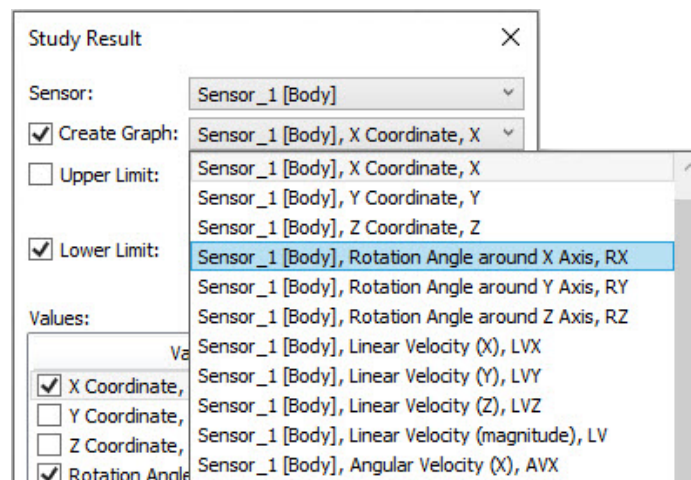 Study Result
Sensor: Sensor_1 [Body]
Create Graph: Sensor_1 [Body], X Coordinate, X
Upper Limit:
Sensor_1 [Body], X Coordinate, X
Sensor_1 [Body], Y Coordinate, Y
Sensor_1 [Body], Z Coordinate, Z
Lower Limit:
Sensor_1 [Body], Rotation Angle around X Axis, RX
Sensor_1 [Body], Rotation Angle around Y Axis, RY
Sensor_1 [Body], Rotation Angle around Z Axis, RZ
Sensor_1 [Body], Linear Velocity (X), LVX
Sensor_1 [Body], Linear Velocity (Y), LVY
Sensor_1 [Body], Linear Velocity (Z), LVZ
Sensor_1 [Body], Linear Velocity (magnitude), LV
Sensor_1 [Body], Angular Velocity (X), AVX
Values:
Va
X Coordinate,
Y Coordinate,
Z Coordinate,
Rotation Angle